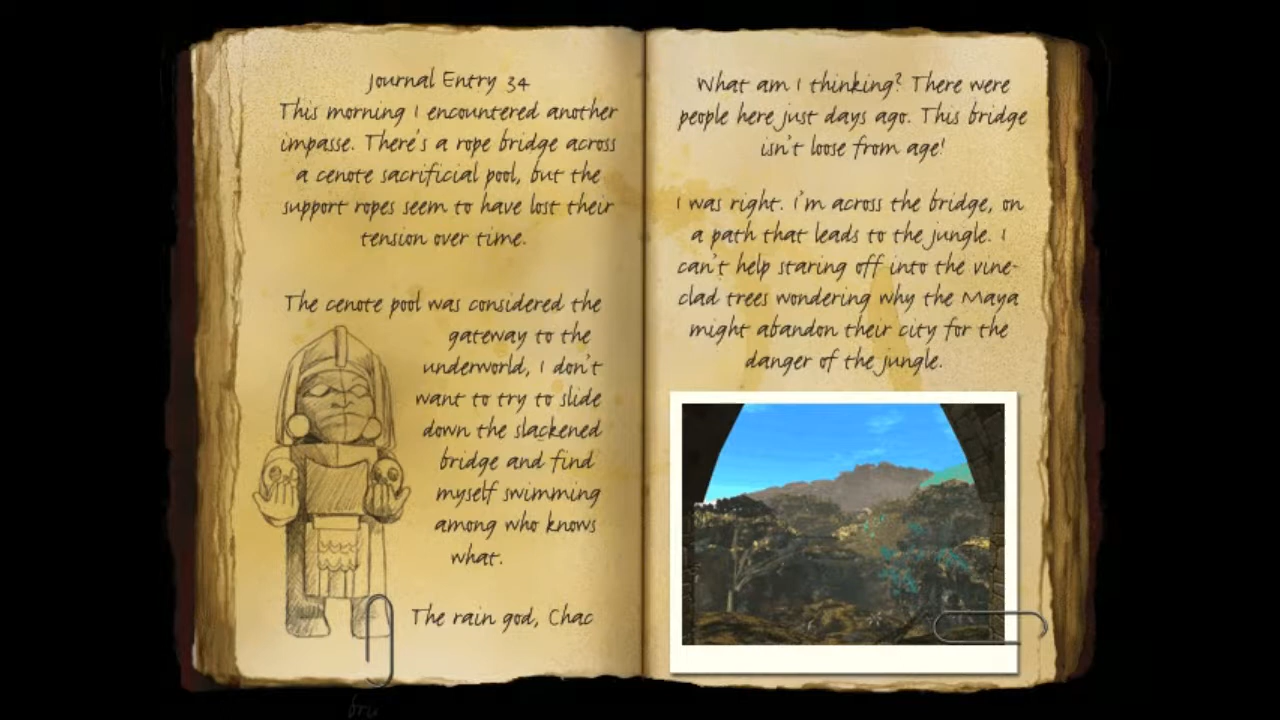 Journal Entry 34
This morning I encountered another
impasse. There's a rope bridge across
a cenote sacrificial pool, but the
support ropes seem to have lost their
tension over time.
The cenote pool was considered the
gateway to the
underworld, I don't
want to try to slide
down the slackened
bridge and find
myself swimming
among who knows
what.
The rain god, Chac
What am I thinking? There were
people here just days ago. This bridge
isn't loose from age!
I was right. I'm across the bridge, on
a path that leads to the jungle. I
can't help staring off into the vine-
clad trees wondering why the Maya
might abandon their city for the
danger of the jungle.